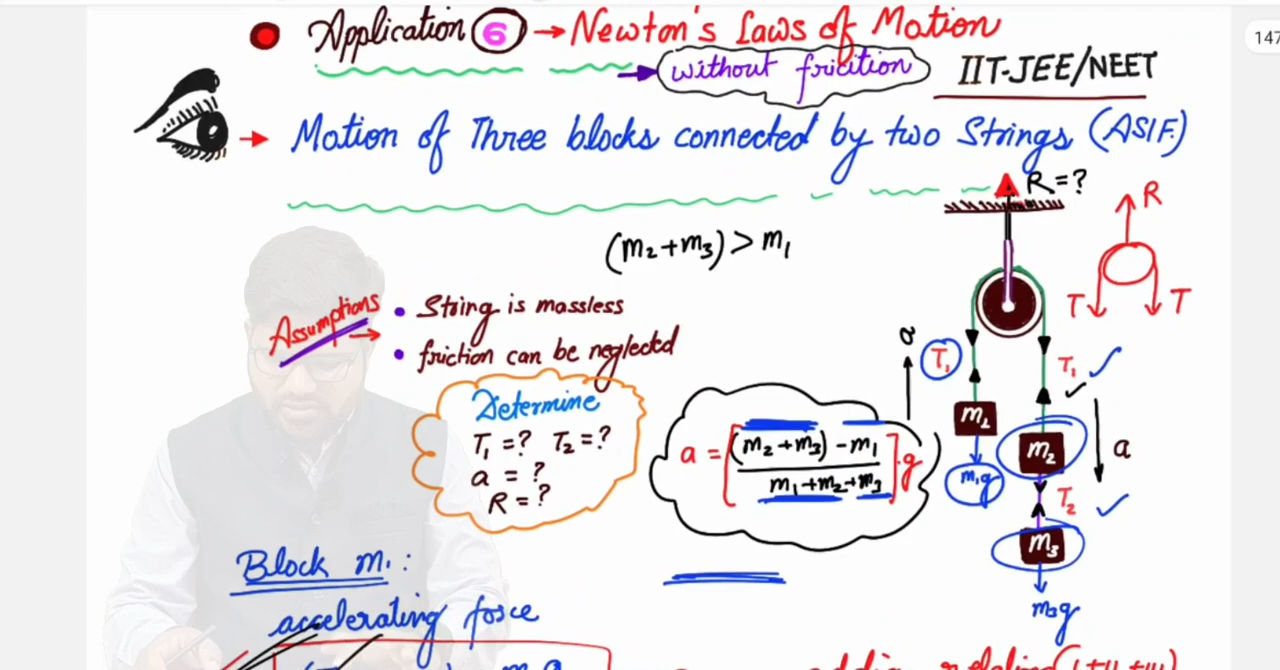 Application 6 → Newton's Laws of Motion
without fricition
IIT-JEE/NEET
147
→ Motion of Three blocks connected by two Strings (ASIF)
R=?
R
T T
(m₂+m₃) > m₁
Assumptions →
• String is massless
• friction can be neglected
Determine
T₁ =? T₂ =?
a = ?
R = ?
a = [(m₂+m₃) - m₁ / m₁+m₂+m₃].g
a
T₁
T₁
m₁
m₂
a
m₁g
T₂
m₃
m₃g
Block m₁ :
accelerating force